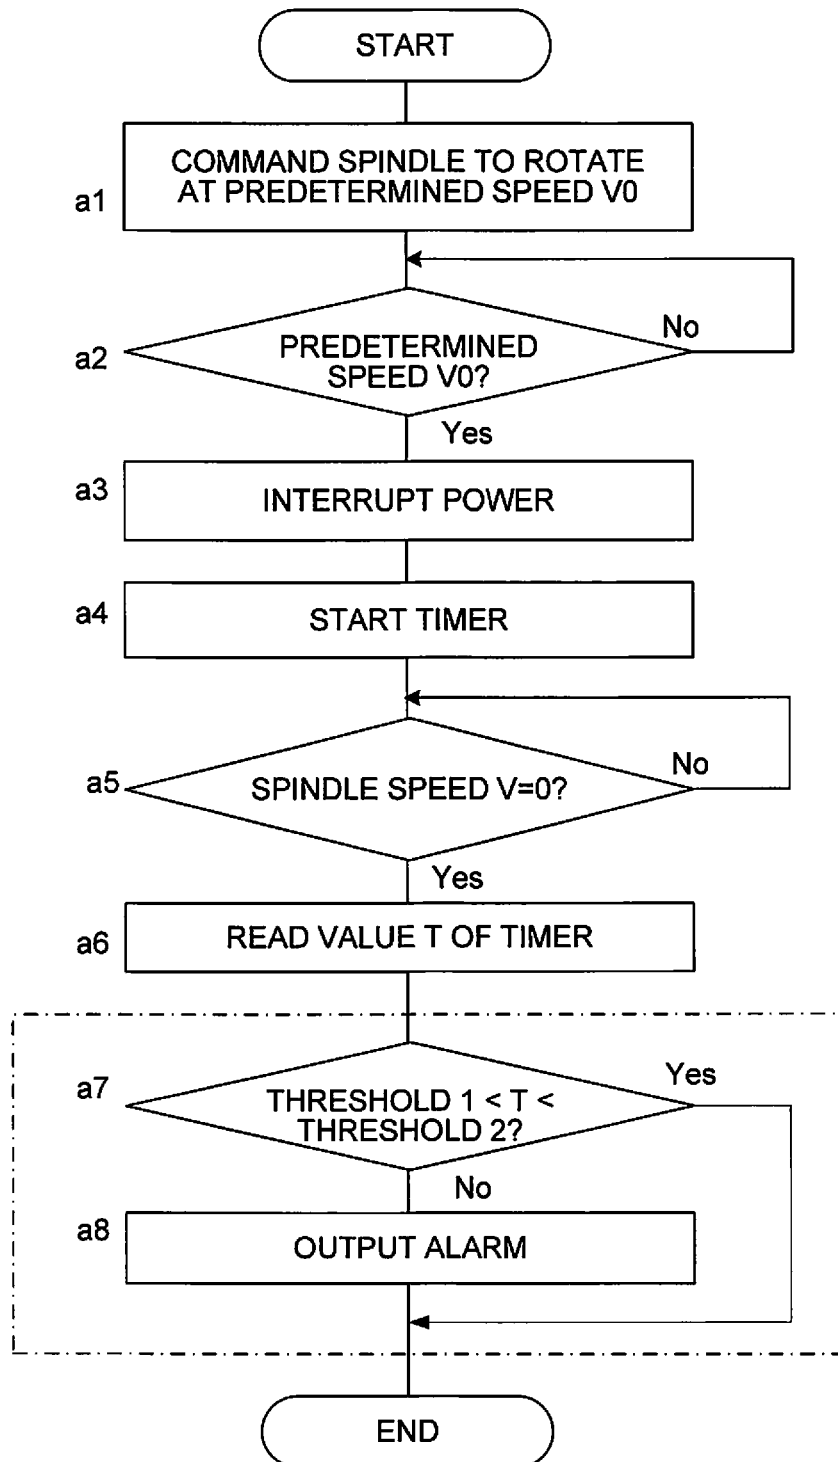 START
COMMAND SPINDLE TO ROTATE
AT PREDETERMINED SPEED V0
a1
No
PREDETERMINED
SPEED V0?
a2
Yes
a3
INTERRUPT POWER
a4
START TIMER
No
a5
SPINDLE SPEED V=0?
Yes
a6
READ VALUE T OF TIMER
a7
Yes
THRESHOLD 1 < T <
THRESHOLD 2?
No
a8
OUTPUT ALARM
END